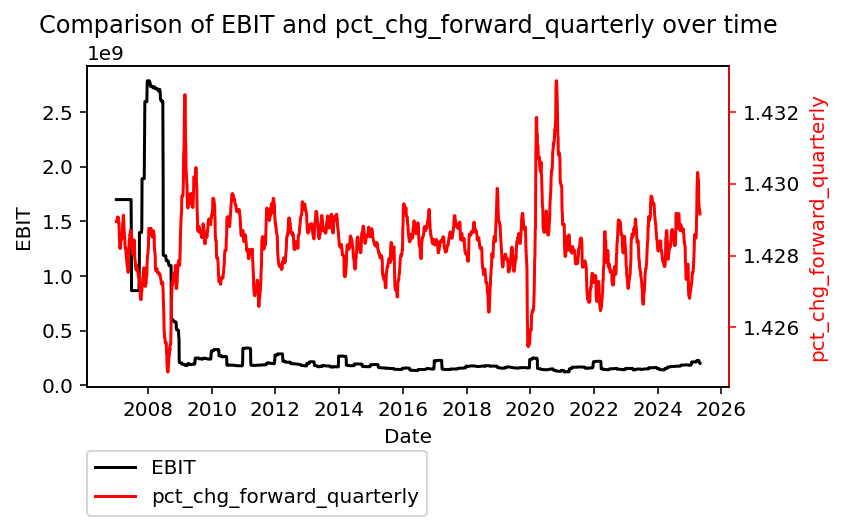 Comparison of EBIT and pct_chg_forward_quarterly over time
1e9
2.5
2.0
1.5
1.0
0.5
0.0
EBIT
1.432
1.430
1.428
1.426
pct_chg_forward_quarterly
2008 2010 2012 2014 2016 2018 2020 2022 2024 2026
Date
EBIT
pct_chg_forward_quarterly